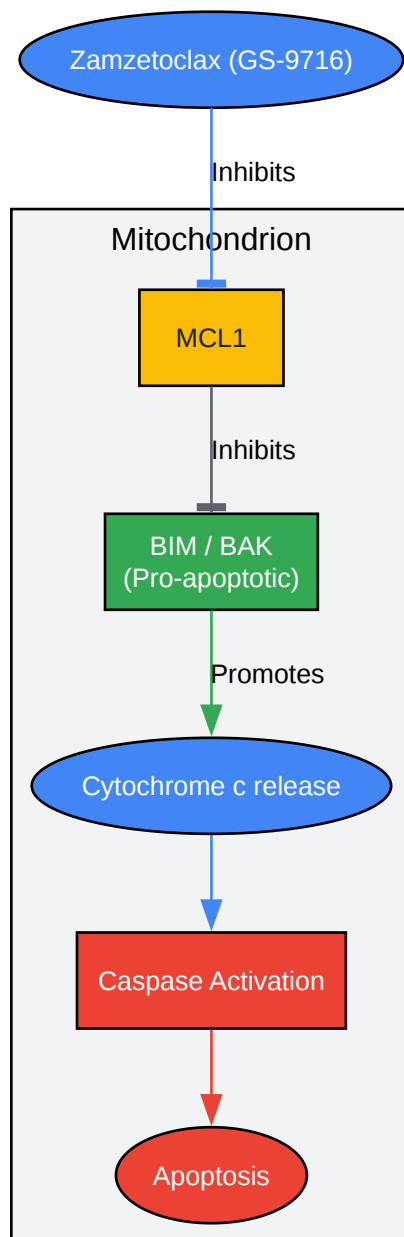 Zamzetoclax (GS-9716)
Inhibits
Mitochondrion
MCL1
Inhibits
BIM / BAK
(Pro-apoptotic)
Promotes
Cytochrome c release
Caspase Activation
Apoptosis